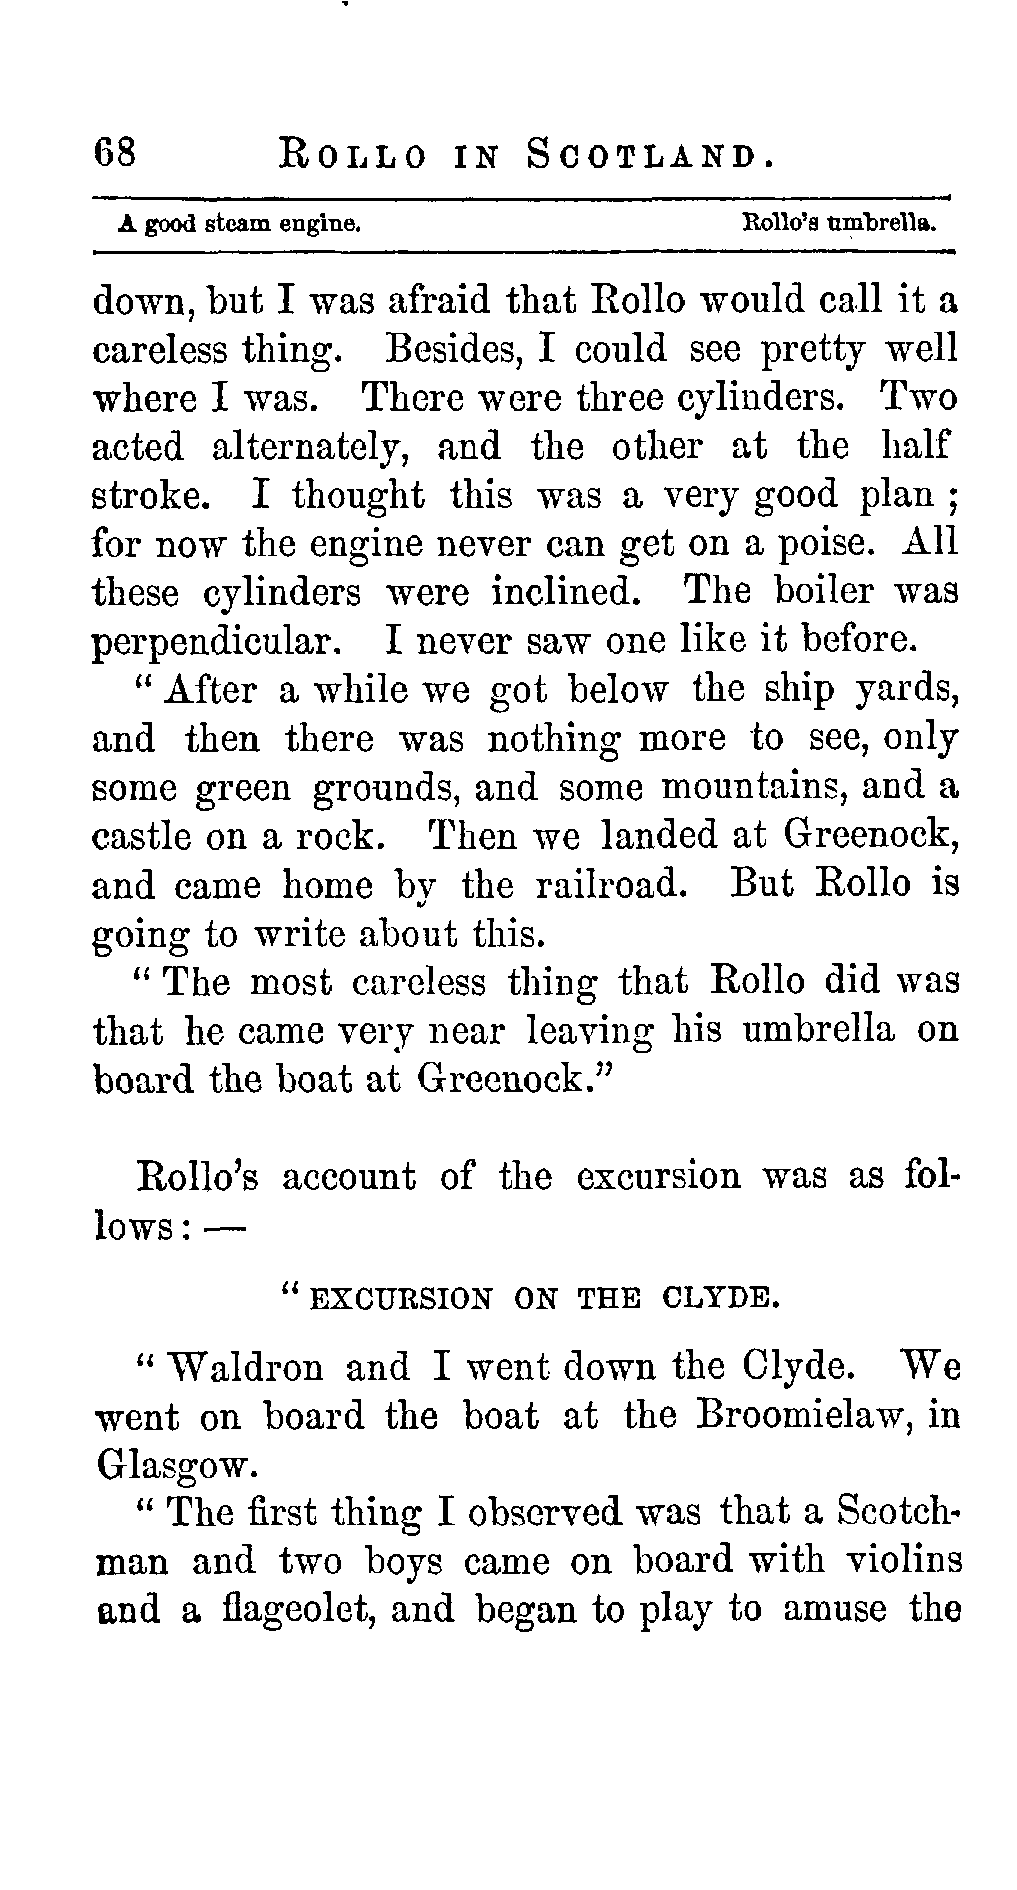 68 ROLLO IN SCOTLAND.
A good steam engine. Rollo's umbrella.
down, but I was afraid that Rollo would call it a
careless thing. Besides, I could see pretty well
where I was. There were three cylinders. Two
acted alternately, and the other at the half
stroke. I thought this was a very good plan ;
for now the engine never can get on a poise. All
these cylinders were inclined. The boiler was
perpendicular. I never saw one like it before.
“ After a while we got below the ship yards,
and then there was nothing more to see, only
some green grounds, and some mountains, and a
castle on a rock. Then we landed at Greenock,
and came home by the railroad. But Rollo is
going to write about this.
“ The most careless thing that Rollo did was
that he came very near leaving his umbrella on
board the boat at Greenock.”
Rollo's account of the excursion was as fol-
lows : —
“ EXCURSION ON THE CLYDE.
“ Waldron and I went down the Clyde. We
went on board the boat at the Broomielaw, in
Glasgow.
“ The first thing I observed was that a Scotch-
man and two boys came on board with violins
and a flageolet, and began to play to amuse the